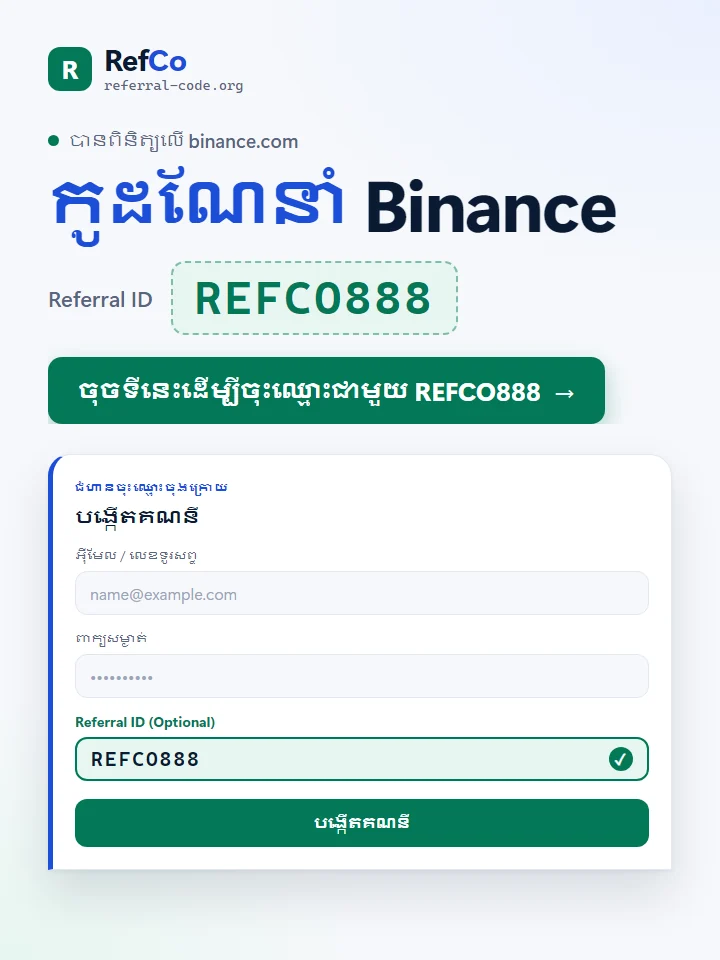 R
RefCo
referral-code.org
បានពិនិត្យលើ binance.com
កូដណែនាំ Binance
Referral ID
REFCO888
ចុចទីនេះដើម្បីចុះឈ្មោះជាមួយ REFCO888 →
ជំហានចុះឈ្មោះចុងក្រោយ
បង្កើតគណនី
អ៊ីមែល / លេខទូរសព្ទ
name@example.com
ពាក្យសម្ងាត់
••••••••••
Referral ID (Optional)
REFCO888
បង្កើតគណនី